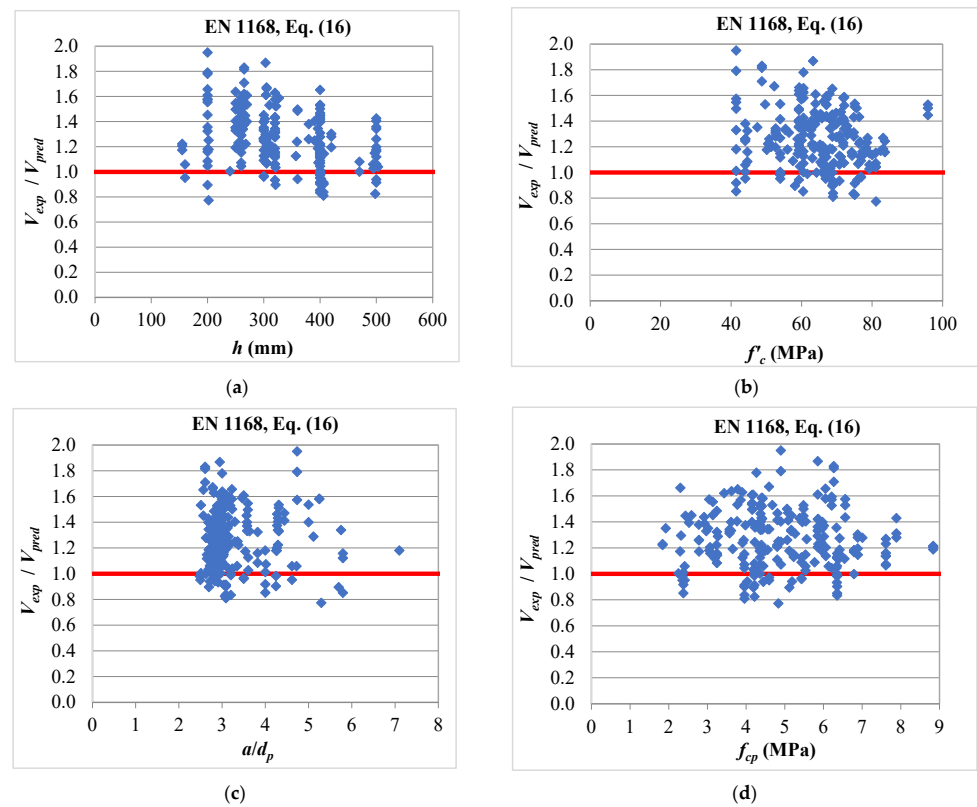 EN 1168, Eq. (16)
V_exp / V_pred
2.0
1.8
1.6
1.4
1.2
1.0
0.8
0.6
0.4
0.2
0.0
0 100 200 300 400 500 600
h (mm)
(a)
EN 1168, Eq. (16)
V_exp / V_pred
2.0
1.8
1.6
1.4
1.2
1.0
0.8
0.6
0.4
0.2
0.0
0 20 40 60 80 100
f'_c (MPa)
(b)
EN 1168, Eq. (16)
V_exp / V_pred
2.0
1.8
1.6
1.4
1.2
1.0
0.8
0.6
0.4
0.2
0.0
0 1 2 3 4 5 6 7 8
a/d_p
(c)
EN 1168, Eq. (16)
V_exp / V_pred
2.0
1.8
1.6
1.4
1.2
1.0
0.8
0.6
0.4
0.2
0.0
0 1 2 3 4 5 6 7 8 9
f_cp (MPa)
(d)